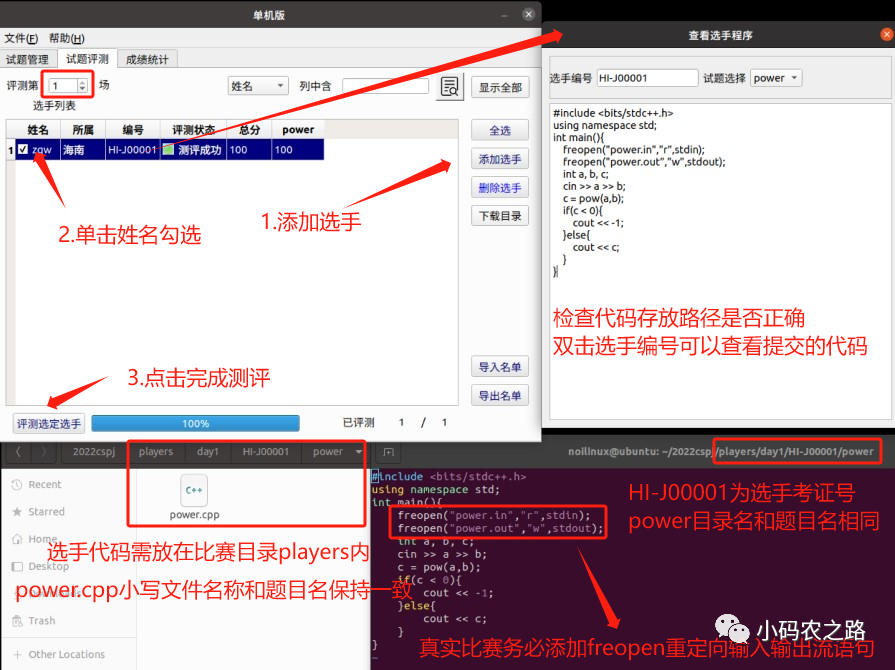 单机版
文件(F) 帮助(H)
试题管理 试题评测 成绩统计
评测第 1 场 姓名 列中含 显示全部
选手列表
姓名 所属 编号 评测状态 总分 power
1 zqw 海南 HI-J00001 测评成功 100 100
全选
添加选手
删除选手
下载目录
1.添加选手
2.单击姓名勾选
3.点击完成测评
导入名单
导出名单
评测选定选手 100% 已评测 1 / 1
查看选手程序
选手编号 HI-J00001 试题选择 power
#include <bits/stdc++.h>
using namespace std;
int main(){
freopen("power.in","r",stdin);
freopen("power.out","w",stdout);
int a, b, c;
cin >> a >> b;
c = pow(a,b);
if(c < 0){
cout << -1;
}else{
cout << c;
}
}
检查代码存放路径是否正确
双击选手编号可以查看提交的代码
2022cspj players day1 HI-J00001 power
Recent
Starred
Home
Desktop
Trash
+ Other Locations
C++
power.cpp
选手代码需放在比赛目录players内
power.cpp小写文件名称和题目名保持一致
noilinux@ubuntu: ~/2022cspj/players/day1/HI-J00001/power
#include <bits/stdc++.h>
using namespace std;
int main(){
freopen("power.in","r",stdin);
freopen("power.out","w",stdout);
int a, b, c;
cin >> a >> b;
c = pow(a,b);
if(c < 0){
cout << -1;
}else{
cout << c;
}
}
HI-J00001为选手考证号
power目录名和题目名相同
小码农之路
真实比赛务必添加freopen重定向输入输出流语句